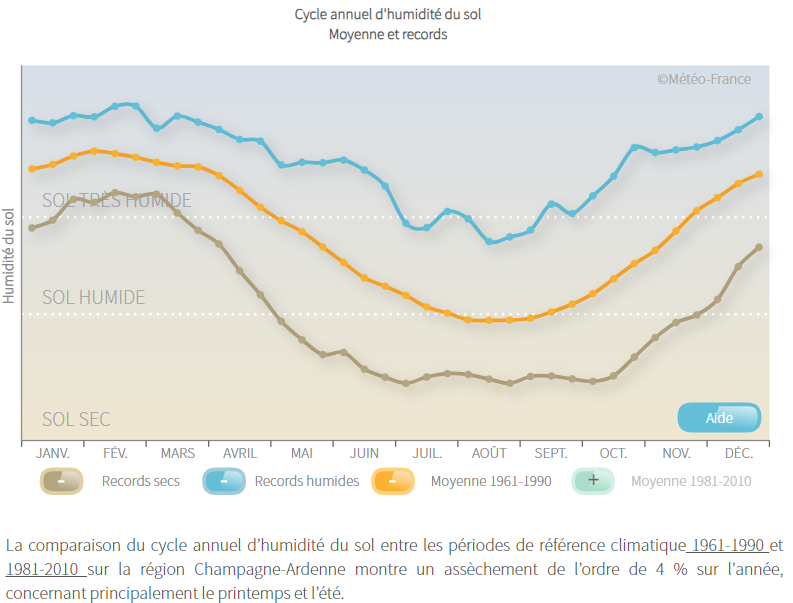 Cycle annuel d'humidité du sol
Moyenne et records
©Météo-France
Humidité du sol
SOL TRÈS HUMIDE
SOL HUMIDE
SOL SEC
Aide
JANV. FÉV. MARS AVRIL MAI JUIN JUIL. AOÛT SEPT. OCT. NOV. DÉC.
- Records secs - Records humides - Moyenne 1961-1990 + Moyenne 1981-2010
La comparaison du cycle annuel d’humidité du sol entre les périodes de référence climatique 1961-1990 et
1981-2010 sur la région Champagne-Ardenne montre un assèchement de l’ordre de 4 % sur l’année,
concernant principalement le printemps et l’été.